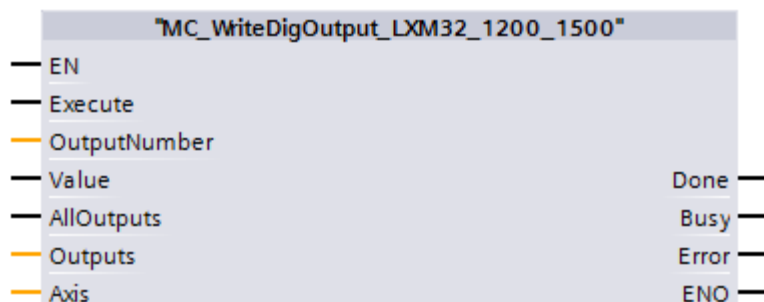 "MC_WriteDigOutput_LXM32_1200_1500"
EN
Execute
OutputNumber
Value Done
AllOutputs Busy
Outputs Error
Axis ENO